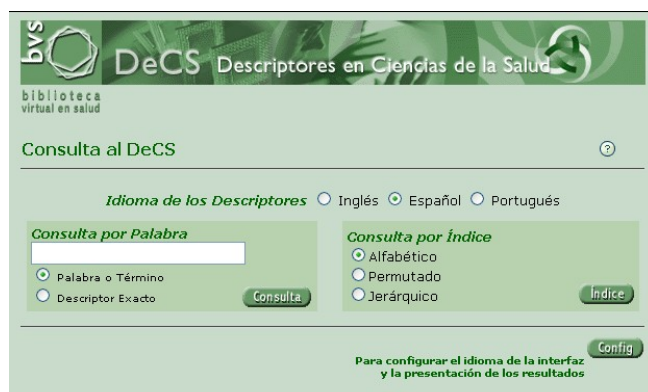 bvs
DeCS Descriptores en Ciencias de la Salud
biblioteca
virtual en salud
Consulta al DeCS
?
Idioma de los Descriptores Inglés Español Portugués
Consulta por Palabra
Palabra o Término
Descriptor Exacto
Consulta
Consulta por Índice
Alfabético
Permutado
Jerárquico
Índice
Config
Para configurar el idioma de la interfaz
y la presentación de los resultados